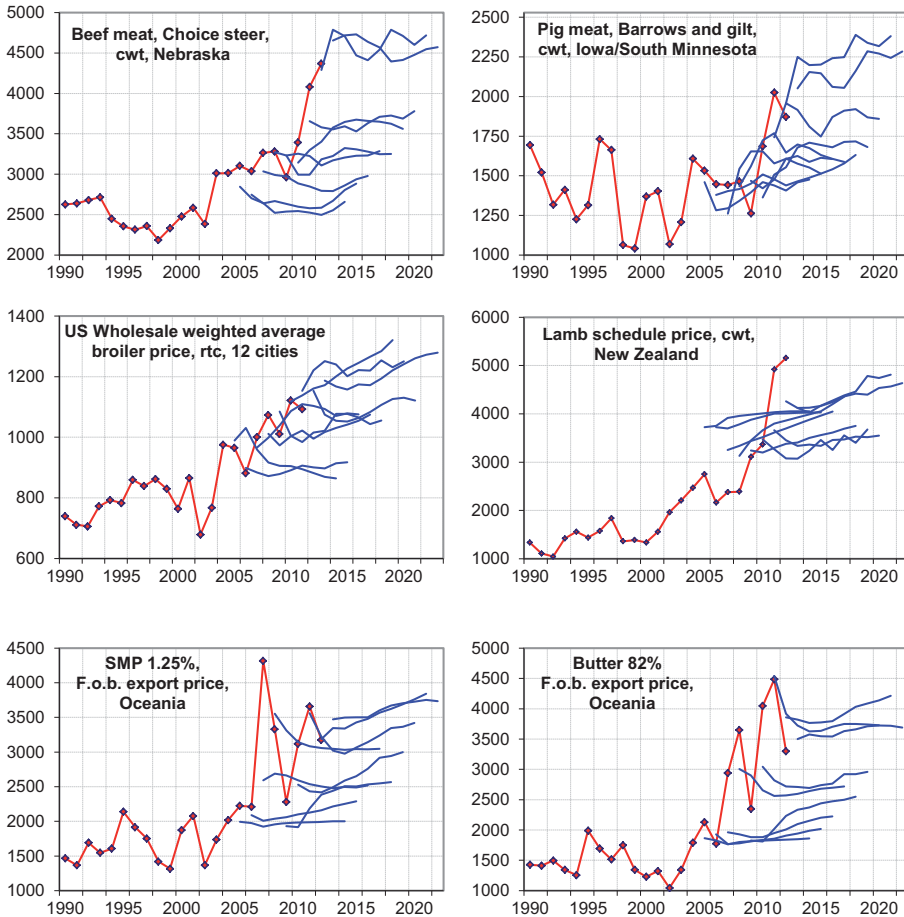 5000
4500
4000
3500
3000
2500
2000
Beef meat, Choice steer,
cwt, Nebraska
1990 1995 2000 2005 2010 2015 2020
2500
2250
2000
1750
1500
1250
1000
Pig meat, Barrows and gilt,
cwt, Iowa/South Minnesota
1990 1995 2000 2005 2010 2015 2020
1400
1200
1000
800
600
US Wholesale weighted average
broiler price, rtc, 12 cities
1990 1995 2000 2005 2010 2015 2020
6000
5000
4000
3000
2000
1000
Lamb schedule price, cwt,
New Zealand
1990 1995 2000 2005 2010 2015 2020
4500
4000
3500
3000
2500
2000
1500
1000
SMP 1.25%,
F.o.b. export price,
Oceania
1990 1995 2000 2005 2010 2015 2020
5000
4500
4000
3500
3000
2500
2000
1500
1000
Butter 82%
F.o.b. export price,
Oceania
1990 1995 2000 2005 2010 2015 2020